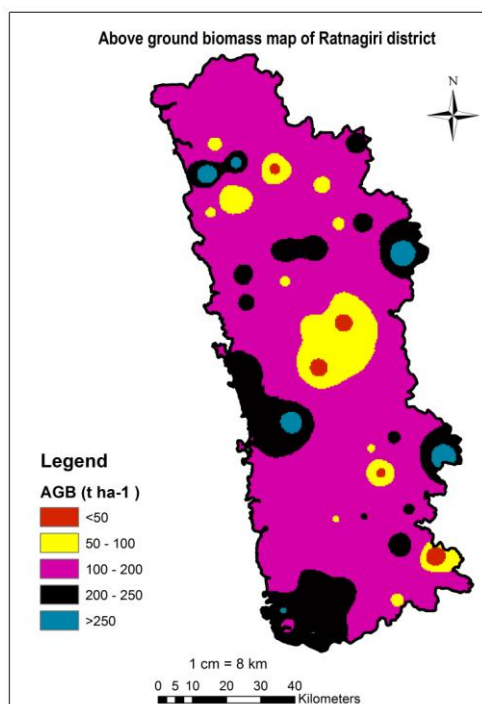 Above ground biomass map of Ratnagiri district
N
Legend
AGB (t ha-1 )
<50
50 - 100
100 - 200
200 - 250
>250
1 cm = 8 km
0 5 10 20 30 40
Kilometers